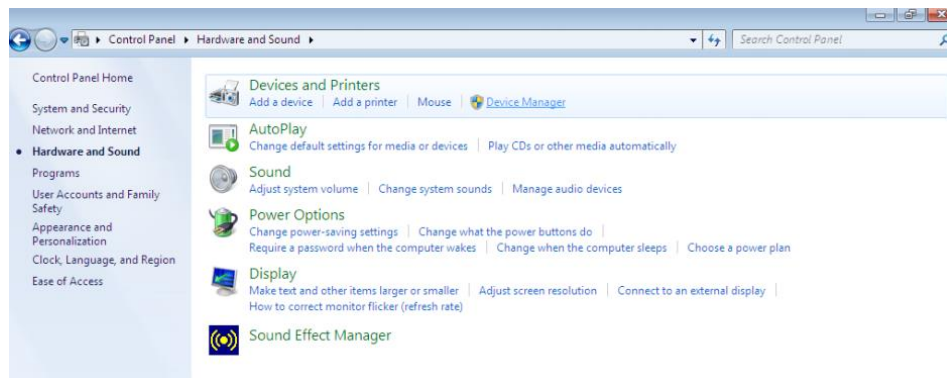 Control Panel Hardware and Sound
Search Control Panel
Control Panel Home
System and Security
Network and Internet
Hardware and Sound
Programs
User Accounts and Family
Safety
Appearance and
Personalization
Clock, Language, and Region
Ease of Access
Devices and Printers
Add a device Add a printer Mouse Device Manager
AutoPlay
Change default settings for media or devices Play CDs or other media automatically
Sound
Adjust system volume Change system sounds Manage audio devices
Power Options
Change power-saving settings Change what the power buttons do
Require a password when the computer wakes Change when the computer sleeps Choose a power plan
Display
Make text and other items larger or smaller Adjust screen resolution Connect to an external display
How to correct monitor flicker (refresh rate)
Sound Effect Manager